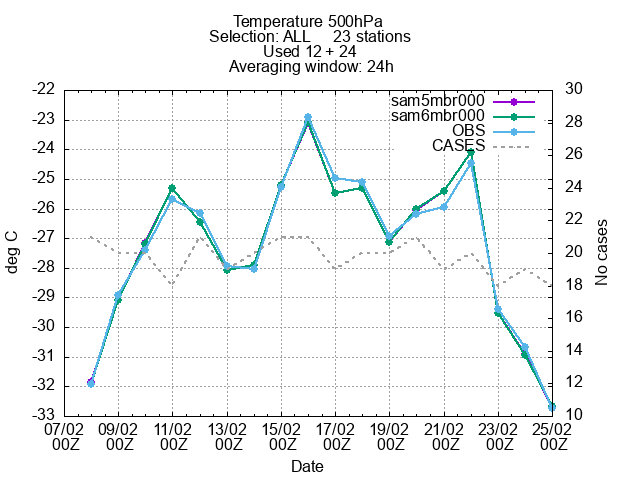 Temperature 500hPa
Selection: ALL 23 stations
Used 12 + 24
Averaging window: 24h
sam5mbr000
sam6mbr000
OBS
CASES
deg C
-22
-23
-24
-25
-26
-27
-28
-29
-30
-31
-32
-33
No cases
30
28
26
24
22
20
18
16
14
12
10
07/02 09/02 11/02 13/02 15/02 17/02 19/02 21/02 23/02 25/02
00Z 00Z 00Z 00Z 00Z 00Z 00Z 00Z 00Z 00Z
Date